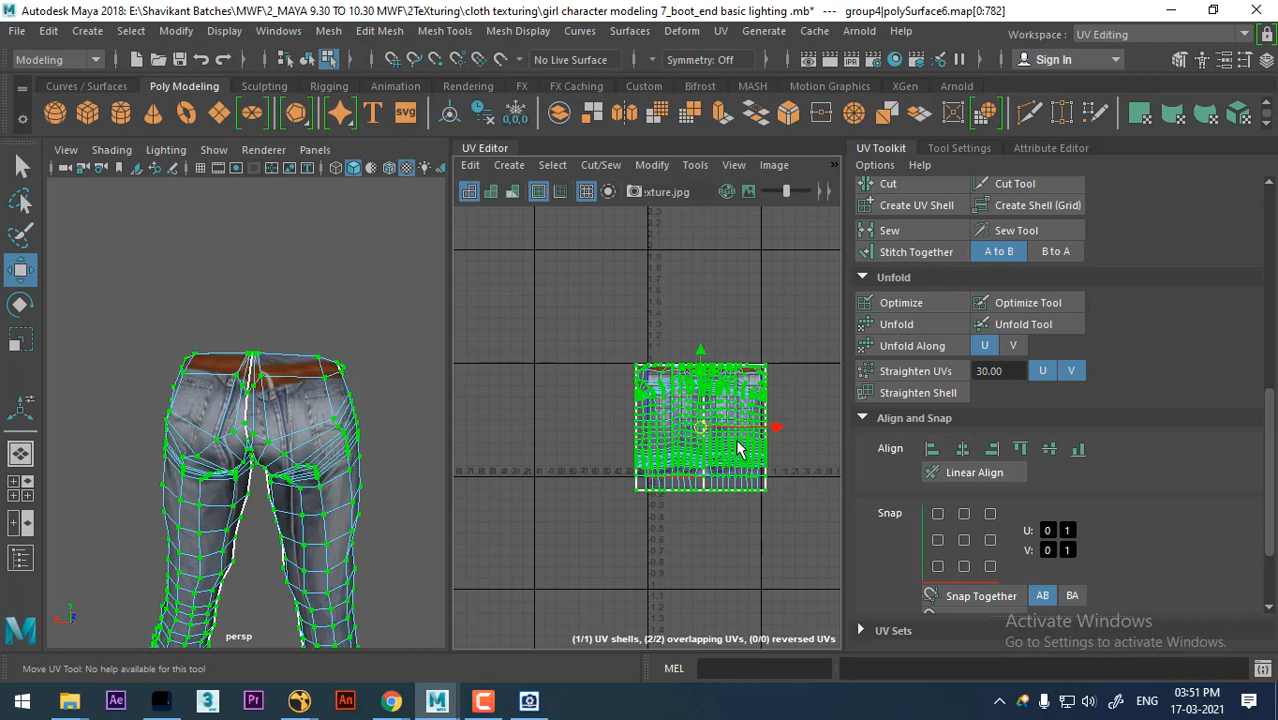 Autodesk Maya 2018: E:\Shavikant Batches\MWF\2_MAYA 9.30 TO 10.30 MWF\2TeXturing\cloth texturing\girl character modeling 7_boot_end basic lighting .mb* --- group4|polySurface6.map[0:782]
File Edit Create Select Modify Display Windows Mesh Edit Mesh Mesh Tools Mesh Display Curves Surfaces Deform UV Generate Cache Arnold Help Workspace : UV Editing
Modeling No Live Surface Symmetry: Off Sign In
Curves / Surfaces Poly Modeling Sculpting Rigging Animation Rendering FX FX Caching Custom Bifrost MASH Motion Graphics XGen Arnold
T svg 0,0,0
View Shading Lighting Show Renderer Panels
UV Editor
Edit Create Select Cut/Sew Modify Tools View Image »
xture.jpg
UV Toolkit Tool Settings Attribute Editor
Options Help
Cut Cut Tool
Create UV Shell Create Shell (Grid)
Sew Sew Tool
Stitch Together A to B B to A
Unfold
Optimize Optimize Tool
Unfold Unfold Tool
Unfold Along U V
Straighten UVs 30.00 U V
Straighten Shell
Align and Snap
Align
Linear Align
Snap
U: 0 1
V: 0 1
Snap Together AB BA
UV Sets
persp
(1/1) UV shells, (2/2) overlapping UVs, (0/0) reversed UVs
Activate Windows
Go to Settings to activate Windows.
Move UV Tool: No help available for this tool
MEL
Ae 3 Pr An M
ENG
03:51 PM
17-03-2021